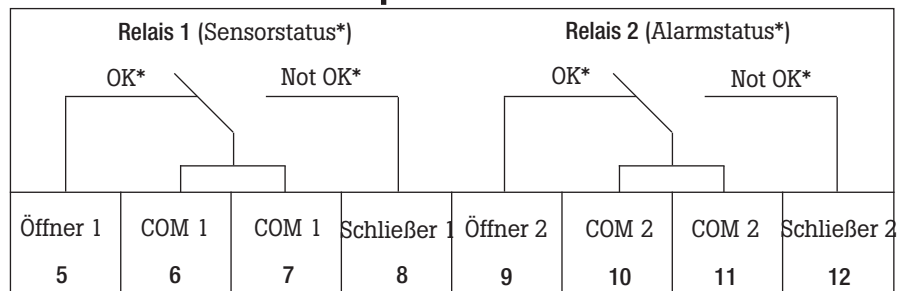 Relais 1 (Sensorstatus*) Relais 2 (Alarmstatus*)
OK* Not OK* OK* Not OK*
Öffner 1 COM 1 COM 1 Schließer 1 Öffner 2 COM 2 COM 2 Schließer 2
5 6 7 8 9 10 11 12